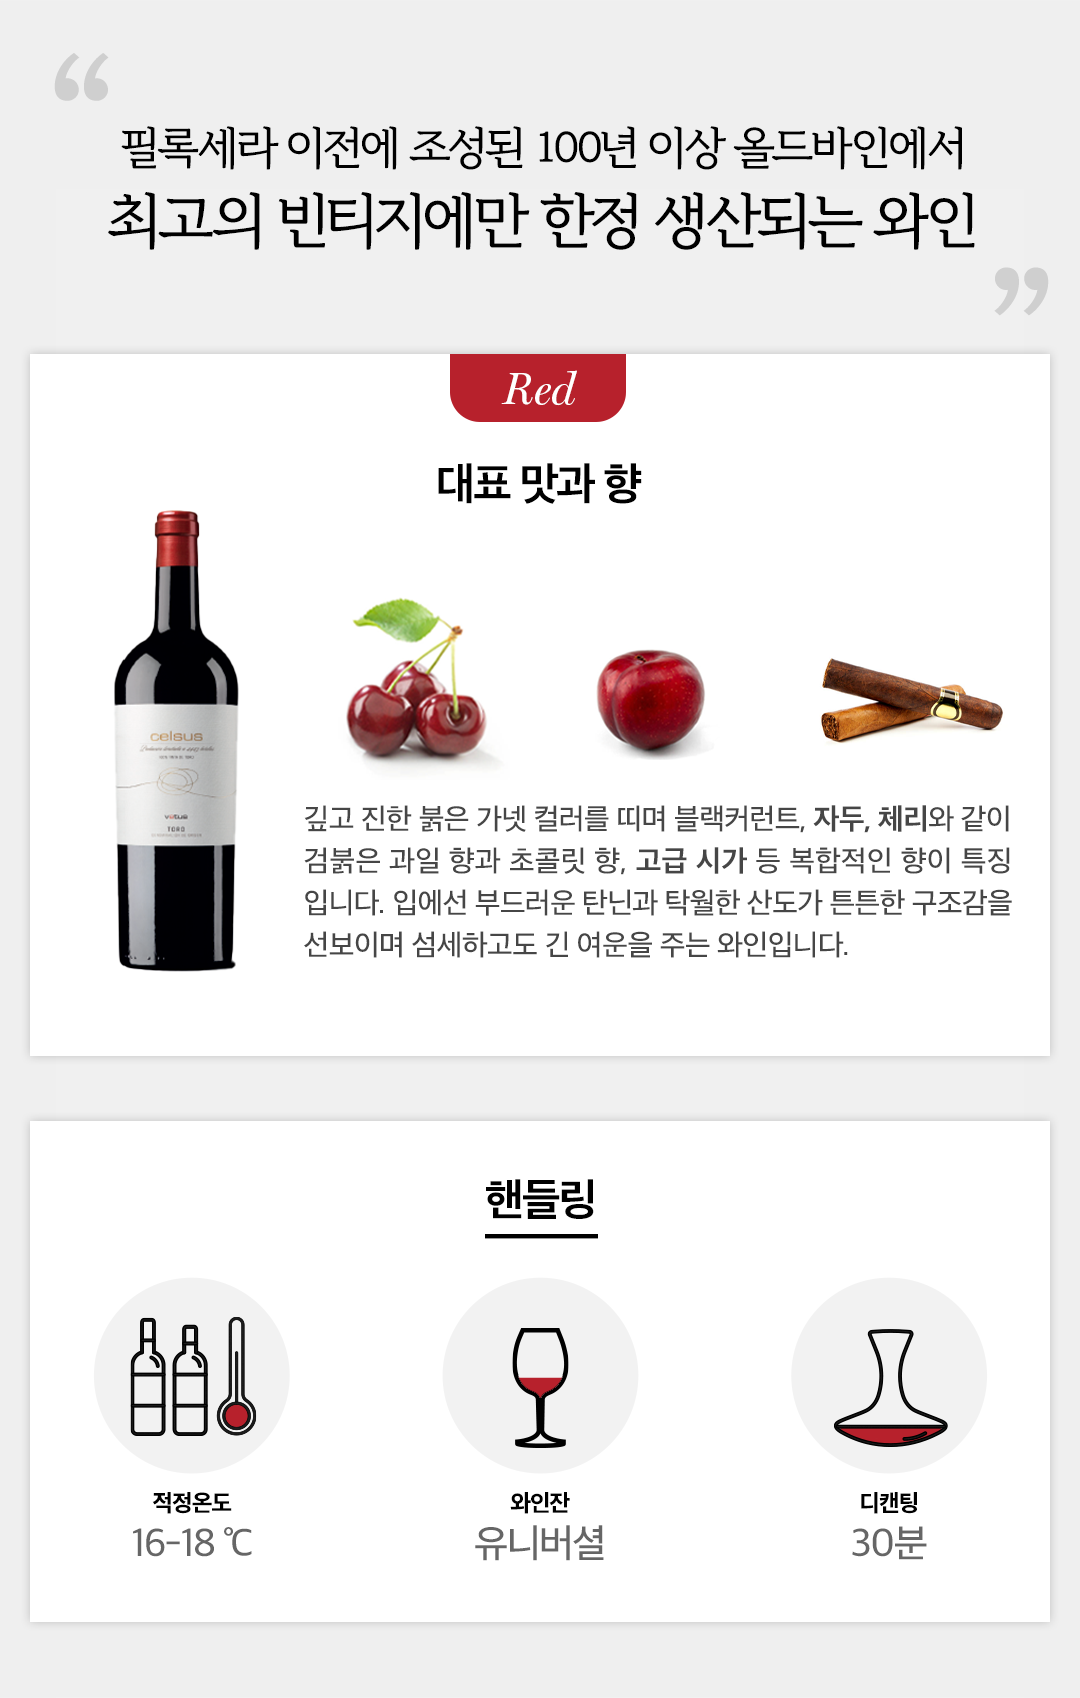 “
필록세라 이전에 조성된 100년 이상 올드바인에서
최고의 빈티지에만 한정 생산되는 와인
”
Red
대표 맛과 향
celsus
vetus
TORO
깊고 진한 붉은 가넷 컬러를 띠며 블랙커런트, 자두, 체리와 같이
검붉은 과일 향과 초콜릿 향, 고급 시가 등 복합적인 향이 특징
입니다. 입에선 부드러운 탄닌과 탁월한 산도가 튼튼한 구조감을
선보이며 섬세하고도 긴 여운을 주는 와인입니다.
핸들링
적정온도
16-18 ℃
와인잔
유니버셜
디캔팅
30분